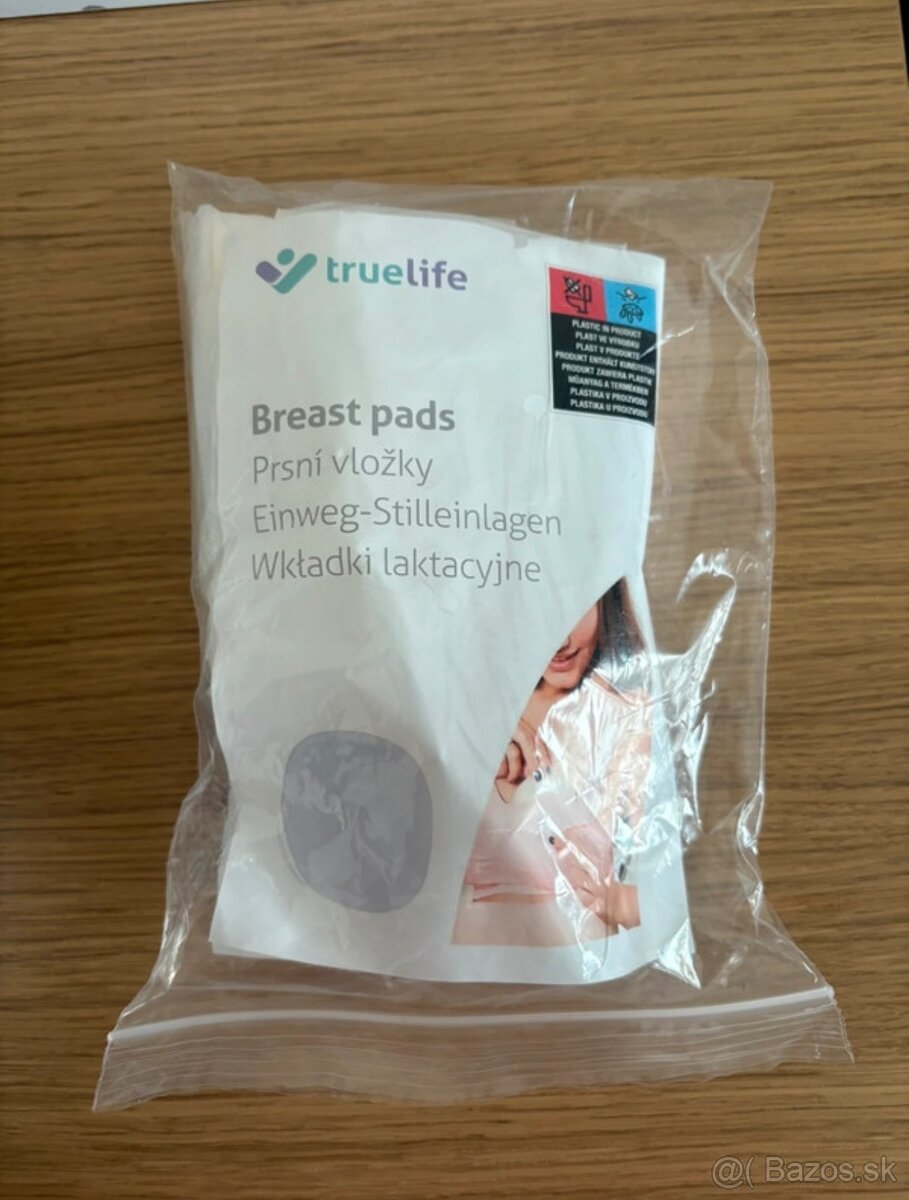 truelife
PLASTIC IN PRODUCT
PLAST VE VÝROBKU
PLAST V PRODUKTE
PRODUKT ENTHÄLT KUNSTSTOFF
PRODUKT ZAWIERA PLASTIK
MŰANYAG A TERMÉKBEN
PLASTIKA V PROIZVODU
PLASTIKA U PROIZVODU
Breast pads
Prsní vložky
Einweg-Stilleinlagen
Wkładki laktacyjne
@( Bazos.sk